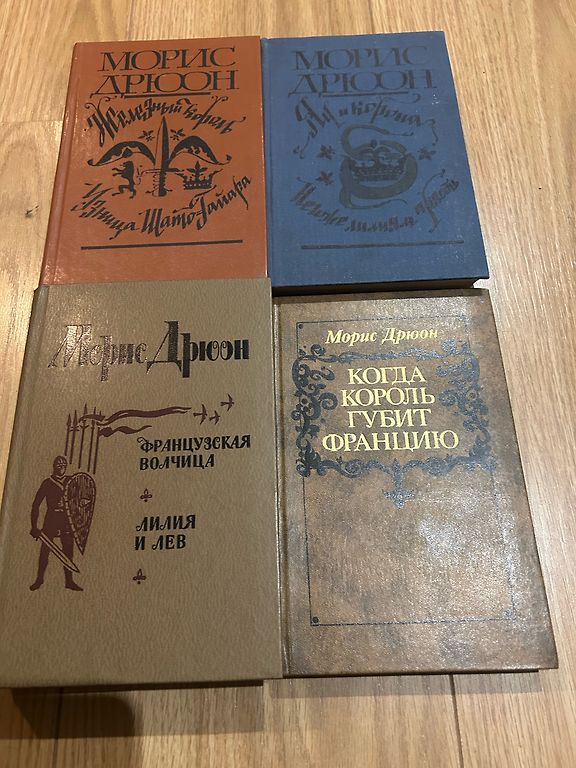 МОРИС
ДРЮОН
Железный король
Узница Шато-Гайара
МОРИС
ДРЮОН
Яд и корона
Негоже лилиям прясть
Морис Дрюон
ФРАНЦУЗСКАЯ
ВОЛЧИЦА
ЛИЛИЯ
И ЛЕВ
Морис Дрюон
КОГДА
КОРОЛЬ
ГУБИТ
ФРАНЦИЮ